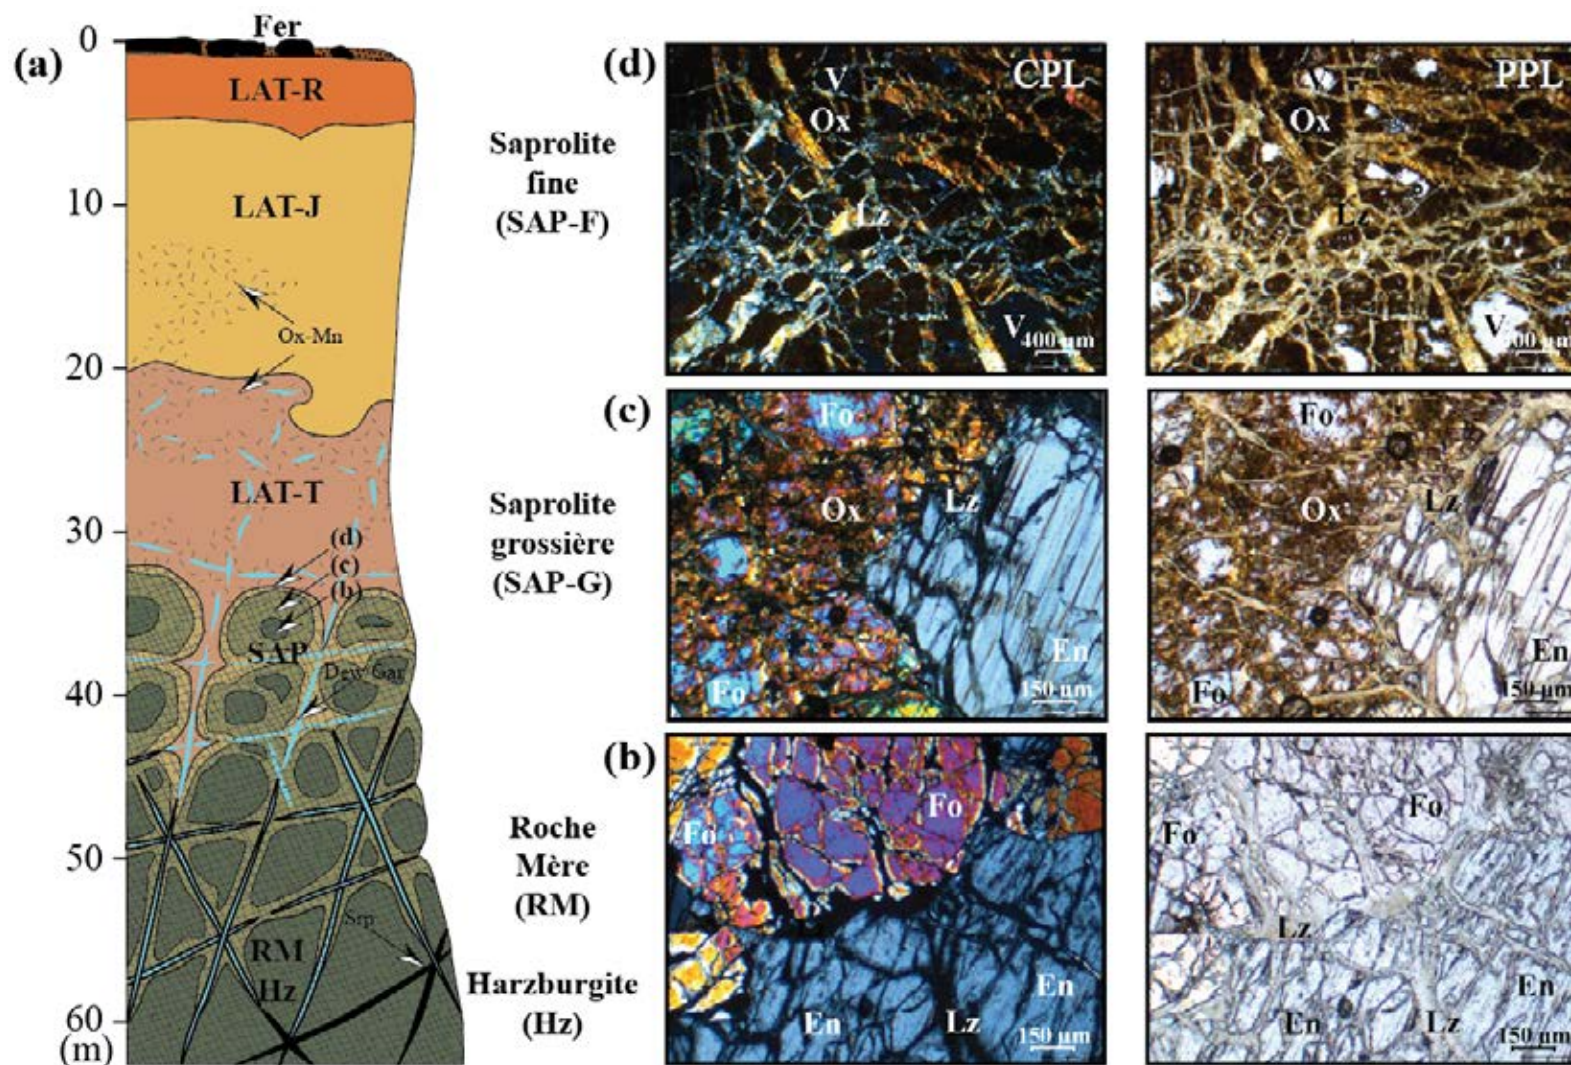 (a)
Fer
0
LAT-R
LAT-J
10
Ox-Mn
20
LAT-T
30
(d)
(c)
(b)
SAP
Dew-Gar
40
50
Srp
RM
Hz
60
(m)
Saprolite
fine
(SAP-F)
Saprolite
grossière
(SAP-G)
Roche
Mère
(RM)
Harzburgite
(Hz)
(d)
CPL
V
Ox
Lz
V
400 µm
PPL
V
Ox
Lz
V
(c)
Fo
Ox
Lz
En
Fo
150 µm
Fo
Ox
Lz
En
Fo
150 µm
(b)
Fo
Fo
En
En
Lz
150 µm
Fo
Fo
Lz
En
En
Lz
150 µm